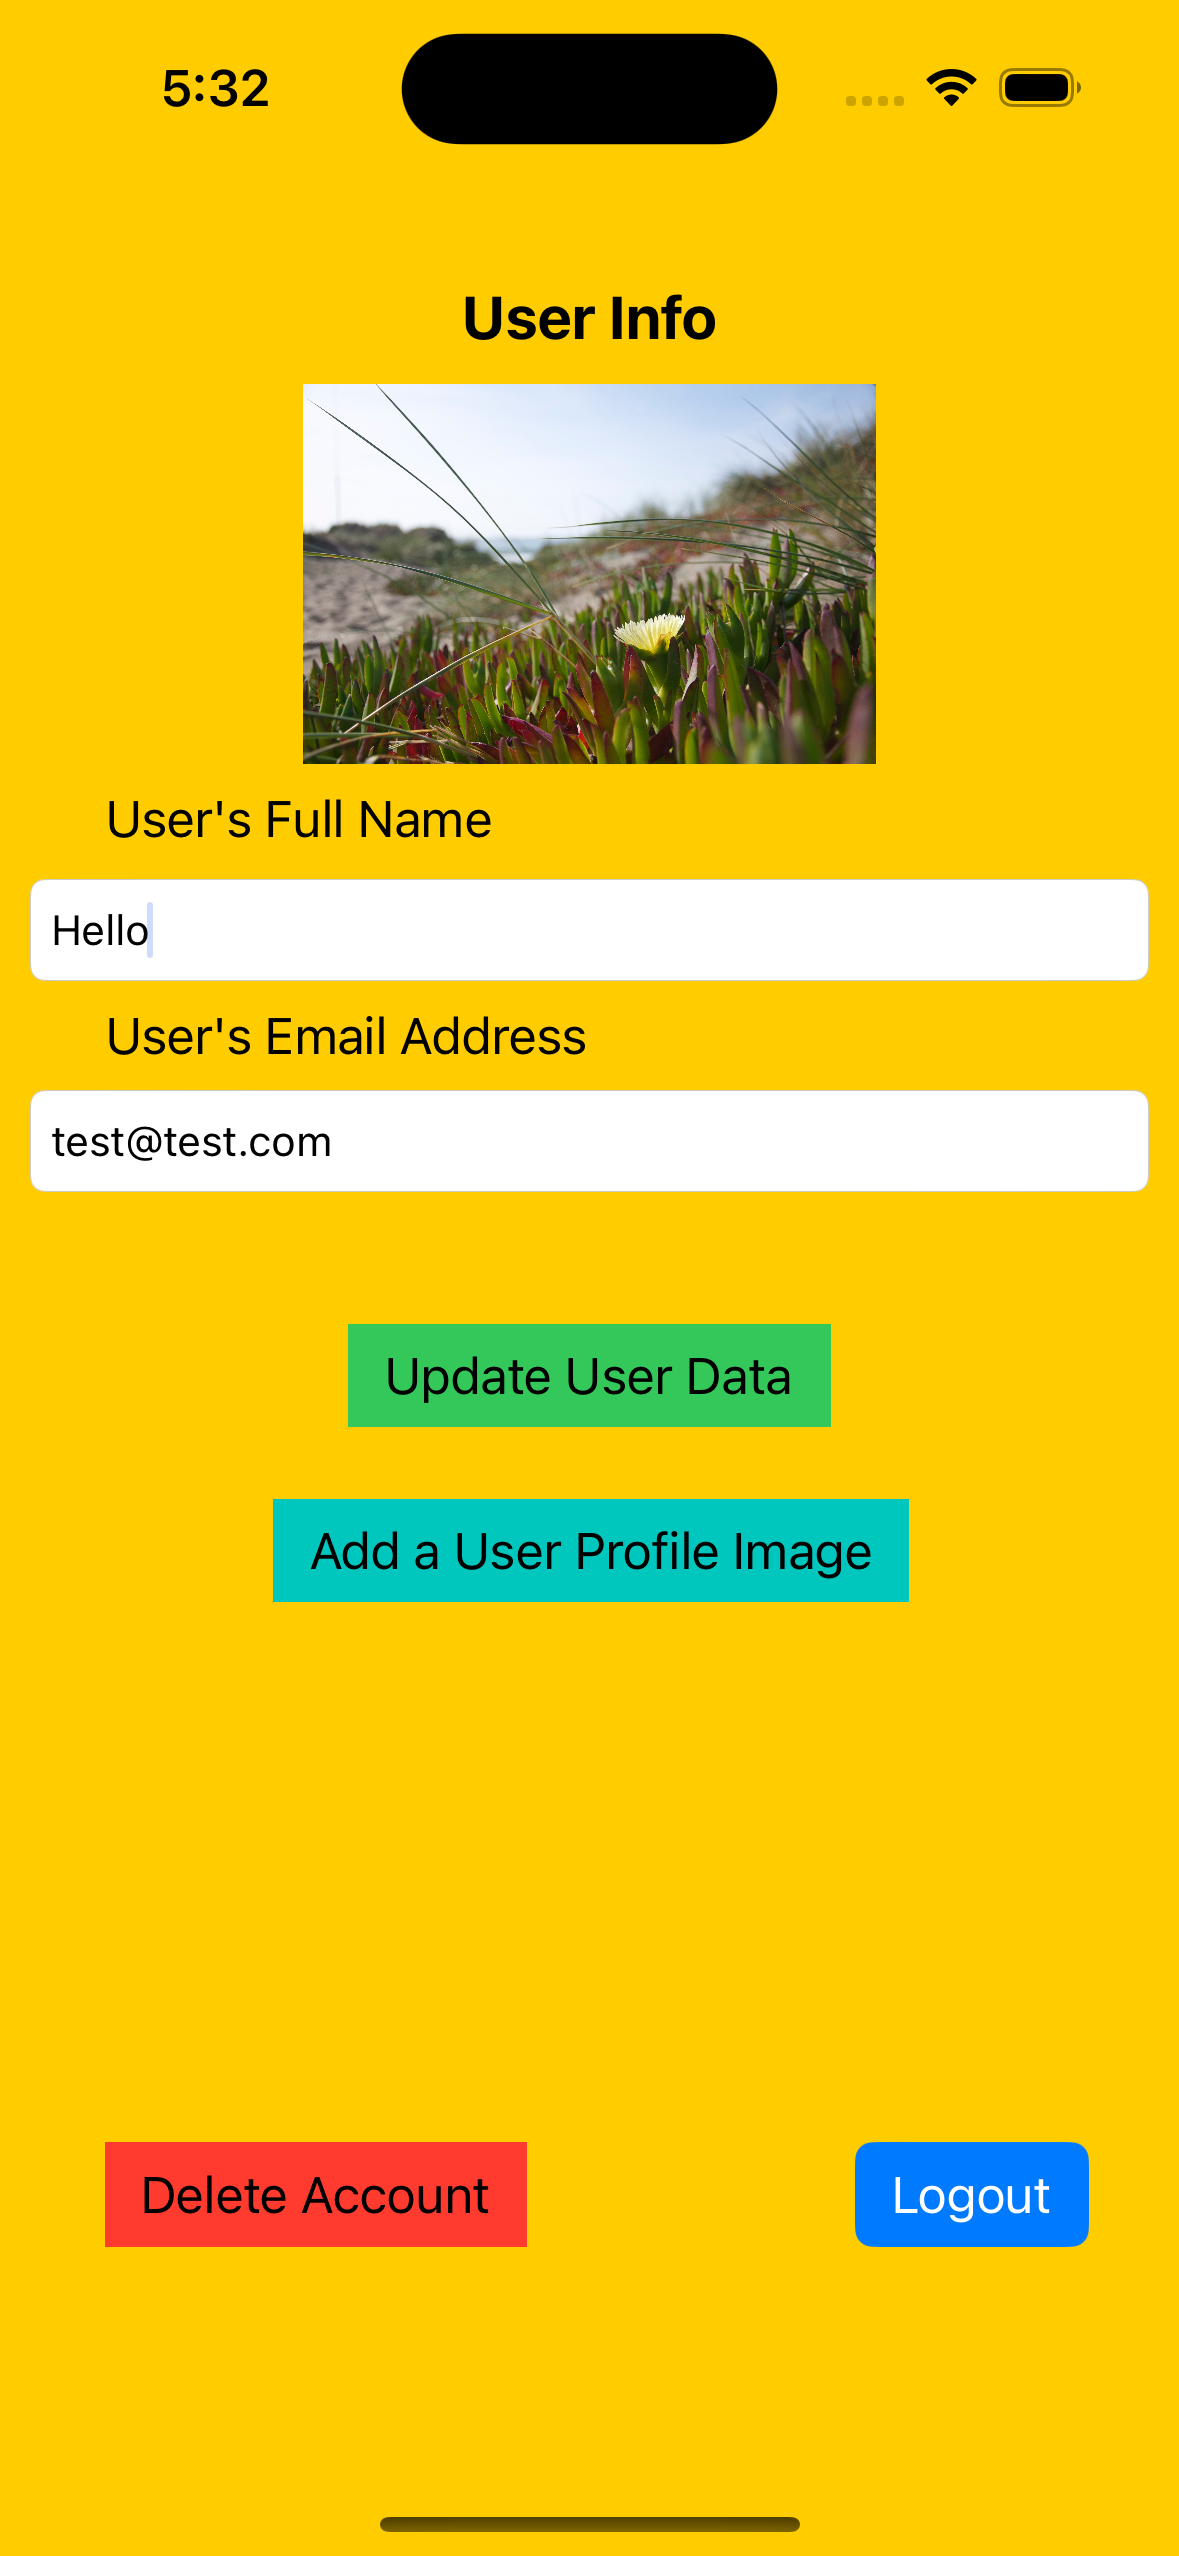 5:32
User Info
User's Full Name
Hello
User's Email Address
test@test.com
Update User Data
Add a User Profile Image
Delete Account
Logout